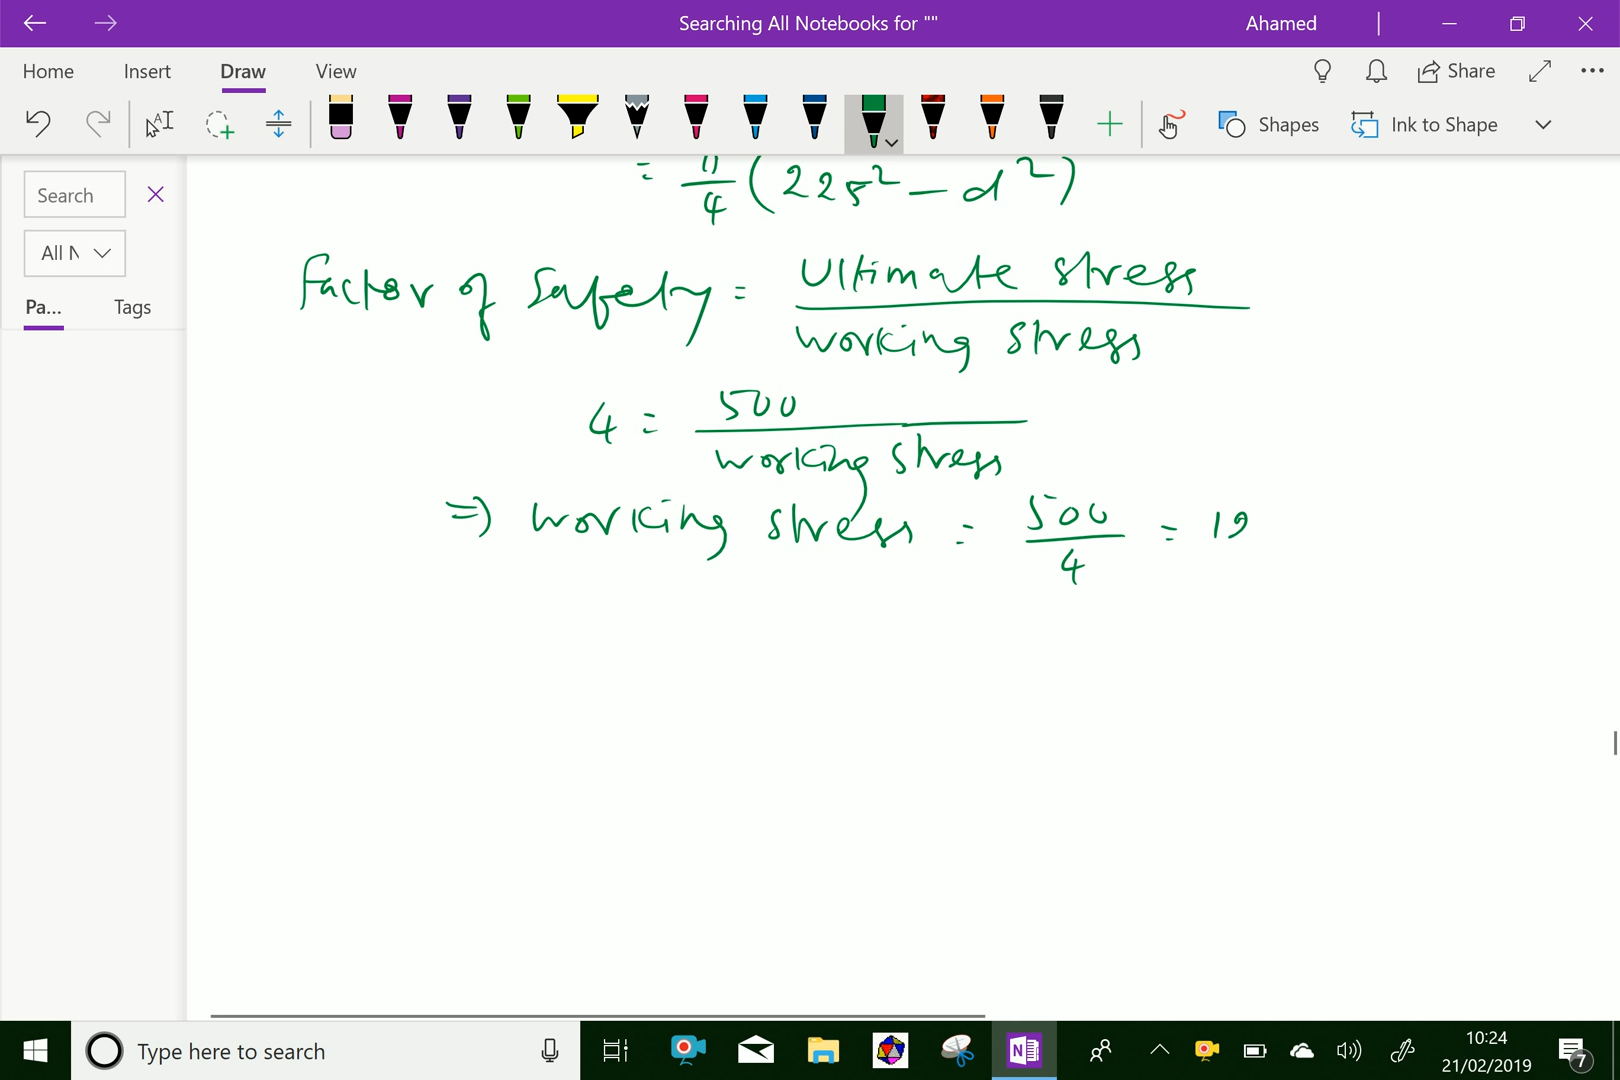 Searching All Notebooks for ""
Ahamed
Home Insert Draw View
Share
Shapes
Ink to Shape
Search
All N
Pa... Tags
= π/4 (225² - d²)
Factor of Safety = Ultimate stress / working stress
4 = 500 / working stress
=> working stress = 500 / 4 = 19
Type here to search
10:24
21/02/2019
7